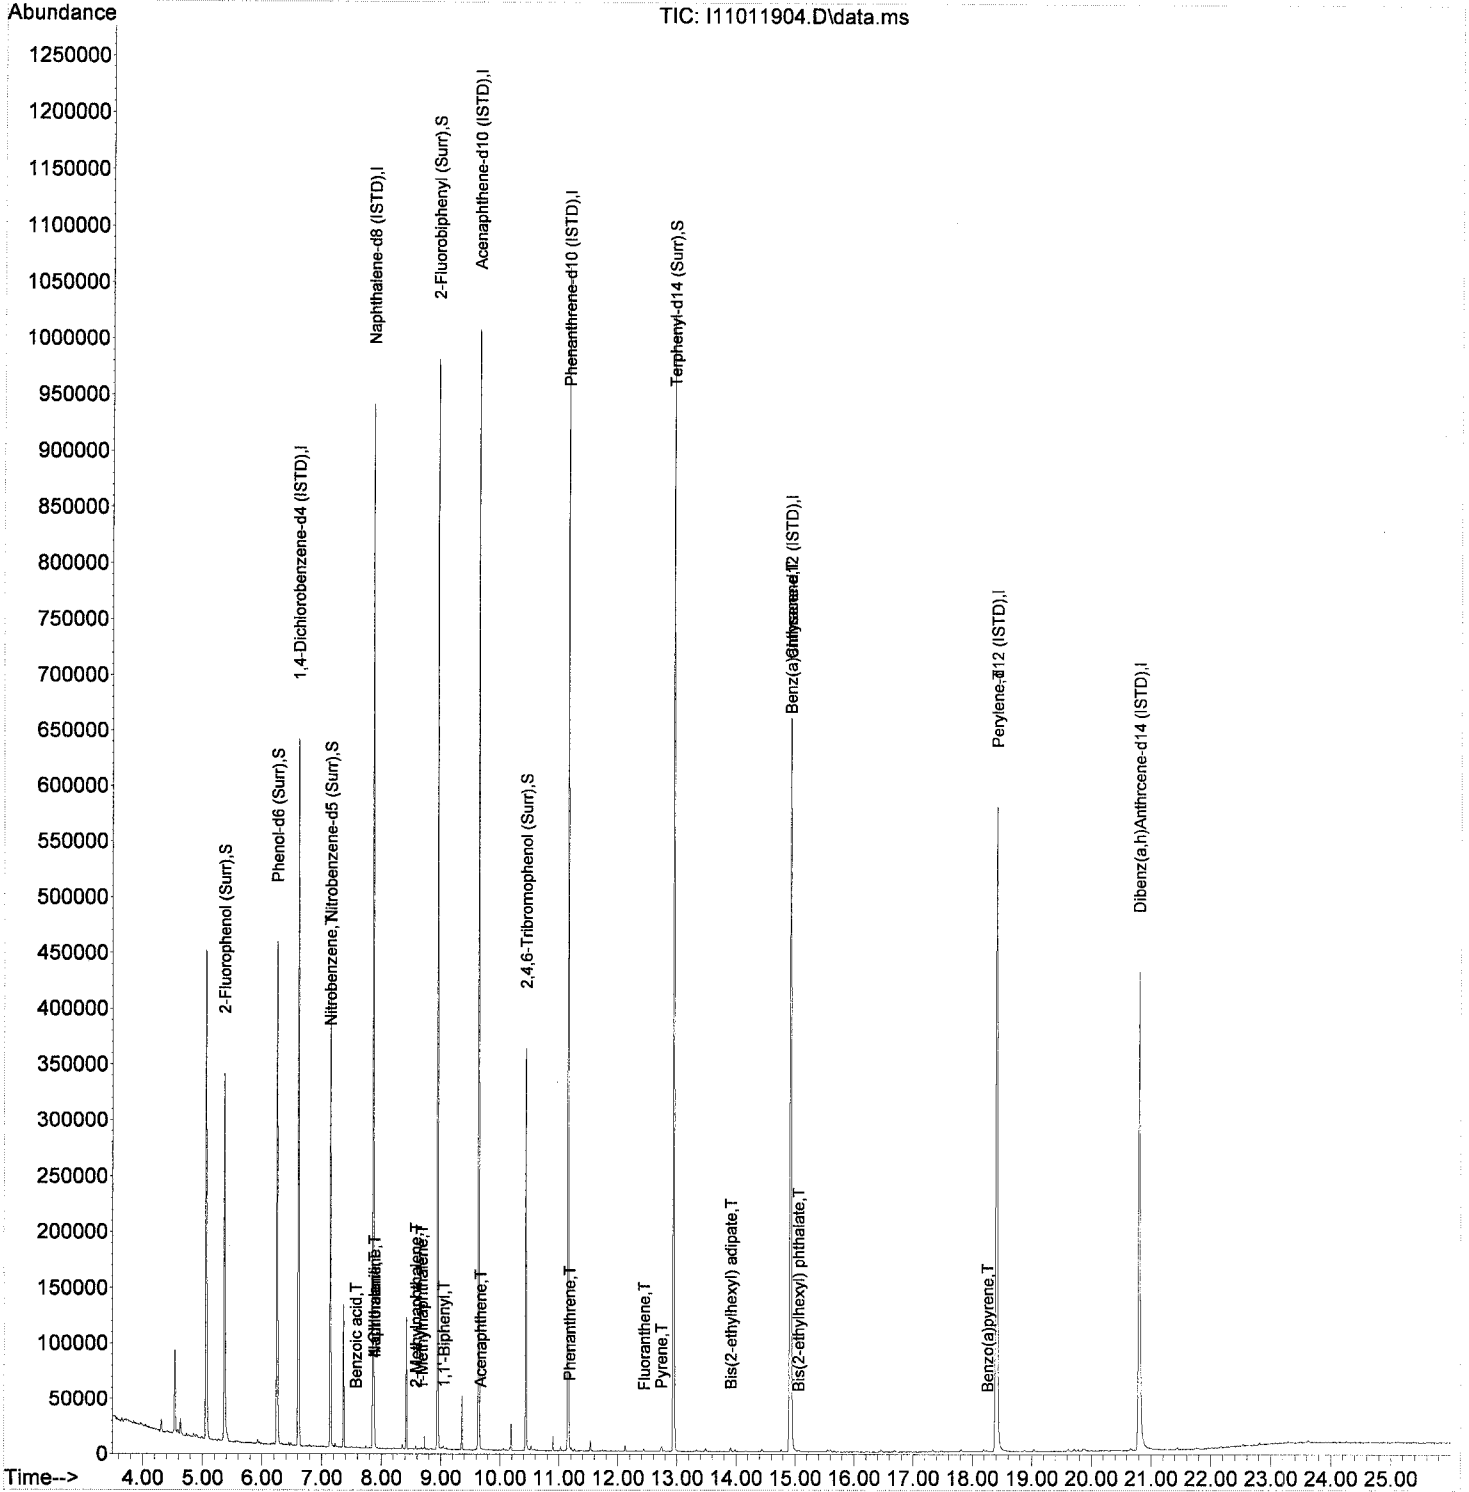 Abundance
TIC: I11011904.D\data.ms
1250000
1200000
1150000
1100000
1050000
1000000
950000
900000
850000
800000
750000
700000
650000
600000
550000
500000
450000
400000
350000
300000
250000
200000
150000
100000
50000
0
2-Fluorophenol (Surr),S
Phenol-d6 (Surr),S
1,4-Dichlorobenzene-d4 (ISTD),I
Nitrobenzene,T
Nitrobenzene-d5 (Surr),S
Benzoic acid,T
Naphthalene-d8 (ISTD),I
2-Methylnaphthalene,T
1-Methylnaphthalene,T
2-Fluorobiphenyl (Surr),S
1,1'-Biphenyl,T
Acenaphthene-d10 (ISTD),I
Acenaphthene,T
2,4,6-Tribromophenol (Surr),S
Phenanthrene-d10 (ISTD),I
Phenanthrene,T
Fluoranthene,T
Pyrene,T
Terphenyl-d14 (Surr),S
Bis(2-ethylhexyl) adipate,T
Bis(2-ethylhexyl) phthalate,T
Benzo(a)pyrene,T
Dibenz(a,h)Anthrcene-d14 (ISTD),I
Time-->
4.00 5.00 6.00 7.00 8.00 9.00 10.00 11.00 12.00 13.00 14.00 15.00 16.00 17.00 18.00 19.00 20.00 21.00 22.00 23.00 24.00 25.00